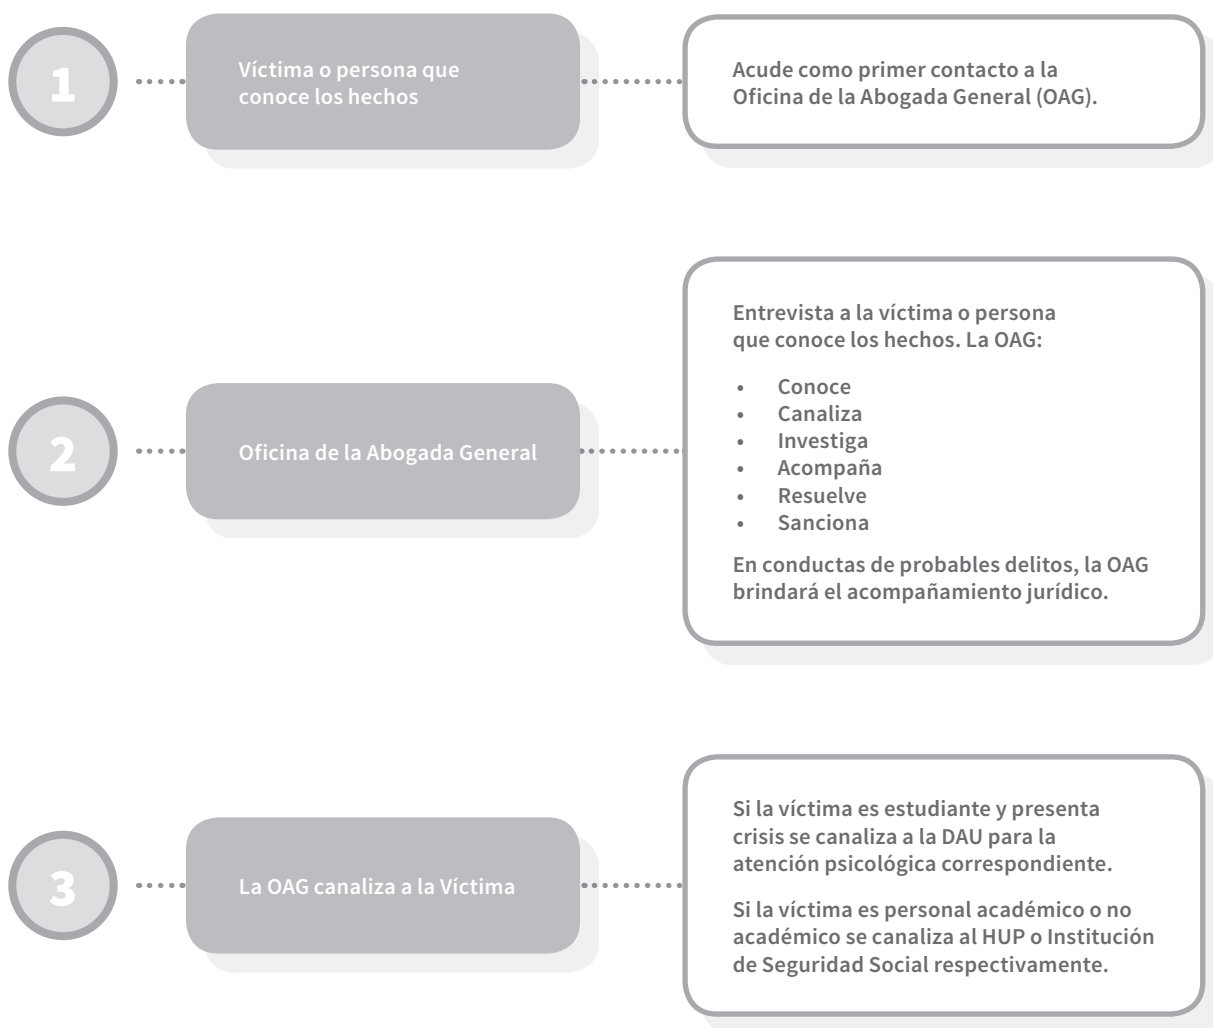 1
Víctima o persona que
conoce los hechos
Acude como primer contacto a la
Oficina de la Abogada General (OAG).
2
Oficina de la Abogada General
Entrevista a la víctima o persona
que conoce los hechos. La OAG:
• Conoce
• Canaliza
• Investiga
• Acompaña
• Resuelve
• Sanciona
En conductas de probables delitos, la OAG
brindará el acompañamiento jurídico.
3
La OAG canaliza a la Víctima
Si la víctima es estudiante y presenta
crisis se canaliza a la DAU para la
atención psicológica correspondiente.
Si la víctima es personal académico o no
académico se canaliza al HUP o Institución
de Seguridad Social respectivamente.